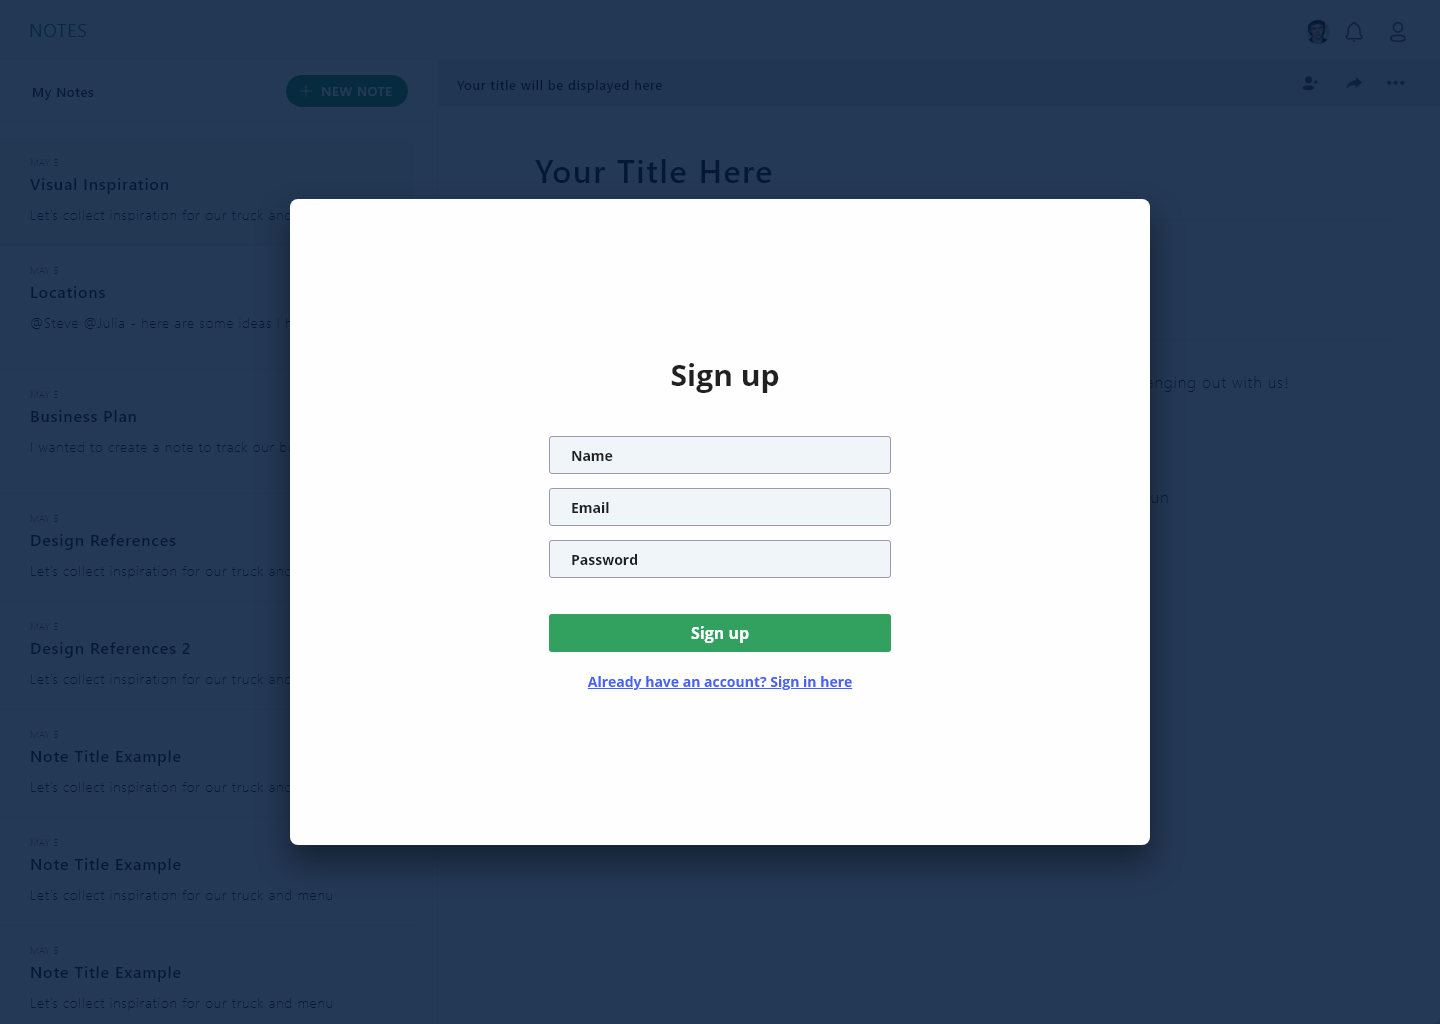 NOTES
My Notes
+ NEW NOTE
Your title will be displayed here
MAY 5
Visual Inspiration
Let's collect inspiration for our truck and
Your Title Here
MAY 5
Locations
@Steve @Julia - here are some ideas I
MAY 5
Business Plan
I wanted to create a note to track our
MAY 5
Design References
Let's collect inspiration for our truck and
MAY 5
Design References 2
Let's collect inspiration for our truck and
MAY 5
Note Title Example
Let's collect inspiration for our truck and
MAY 5
Note Title Example
Let's collect inspiration for our truck and menu
MAY 5
Note Title Example
Let's collect inspiration for our truck and menu
Sign up
Name
Email
Password
Sign up
Already have an account? Sign in here
out with us!